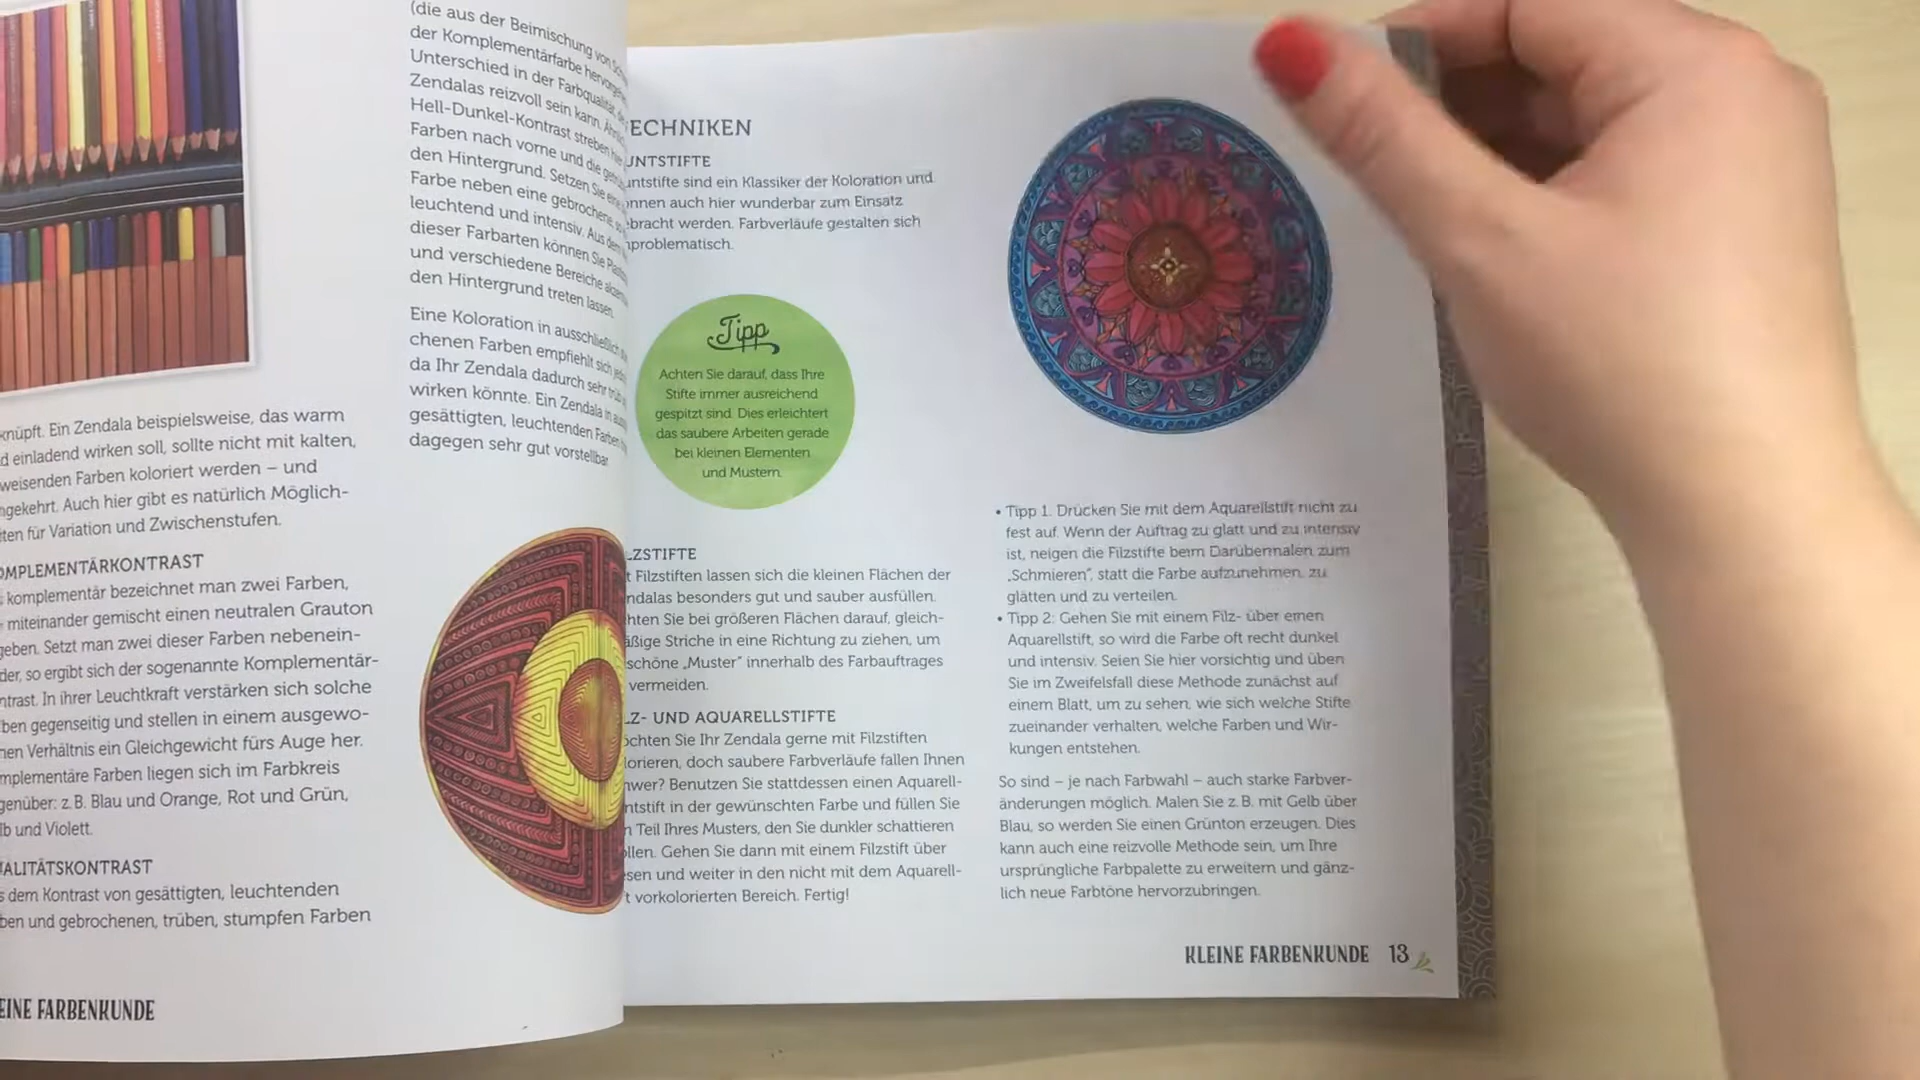 knüpft. Ein Zendala beispielsweise, das warm
d einladend wirken soll, sollte nicht mit kalten,
weisenden Farben koloriert werden – und
ngekehrt. Auch hier gibt es natürlich Möglich-
ten für Variation und Zwischenstufen.
OMPLEMENTÄRKONTRAST
komplementär bezeichnet man zwei Farben,
miteinander gemischt einen neutralen Grauton
geben. Setzt man zwei dieser Farben nebenein-
der, so ergibt sich der sogenannte Komplementär-
ntrast. In ihrer Leuchtkraft verstärken sich solche
ben gegenseitig und stellen in einem ausgewo-
nen Verhältnis ein Gleichgewicht fürs Auge her.
mplementäre Farben liegen sich im Farbkreis
genüber: z. B. Blau und Orange, Rot und Grün,
lb und Violett.
ALITÄTSKONTRAST
s dem Kontrast von gesättigten, leuchtenden
ben und gebrochenen, trüben, stumpfen Farben
EINE FARBENKUNDE
(die aus der Beimischung von
der Komplementärfarbe
Unterschied in der Farbqualität,
Zendalas reizvoll sein kann.
Hell-Dunkel-Kontrast streben
Farben nach vorne und die
den Hintergrund. Setzen Sie
Farbe neben eine gebrochene,
leuchtend und intensiv. Aus
dieser Farbarten können Sie
und verschiedene Bereiche
den Hintergrund treten lassen.
Eine Koloration in
chenen Farben empfiehlt sich
da Ihr Zendala dadurch sehr
wirken könnte. Ein Zendala in
gesättigten, leuchtenden Farben
dagegen sehr gut vorstellbar.
ECHNIKEN
UNTSTIFTE
untstifte sind ein Klassiker der Koloration und
nnen auch hier wunderbar zum Einsatz
bracht werden. Farbverläufe gestalten sich
problematisch.
Tipp
Achten Sie darauf, dass Ihre
Stifte immer ausreichend
gespitzt sind. Dies erleichtert
das saubere Arbeiten gerade
bei kleinen Elementen
und Mustern.
LZSTIFTE
t Filzstiften lassen sich die kleinen Flächen der
ndalas besonders gut und sauber ausfüllen.
hten Sie bei größeren Flächen darauf, gleich-
äßige Striche in eine Richtung zu ziehen, um
schöne „Muster" innerhalb des Farbauftrages
vermeiden.
LZ- UND AQUARELLSTIFTE
öchten Sie Ihr Zendala gerne mit Filzstiften
lorieren, doch saubere Farbverläufe fallen Ihnen
hwer? Benutzen Sie stattdessen einen Aquarell-
ntstift in der gewünschten Farbe und füllen Sie
n Teil Ihres Musters, den Sie dunkler schattieren
ollen. Gehen Sie dann mit einem Filzstift über
esen und weiter in den nicht mit dem Aquarell-
t vorkolorierten Bereich. Fertig!
• Tipp 1: Drücken Sie mit dem Aquarellstift nicht zu
fest auf. Wenn der Auftrag zu glatt und zu intensiv
ist, neigen die Filzstifte beim Darübermalen zum
„Schmieren", statt die Farbe aufzunehmen, zu
glätten und zu verteilen.
• Tipp 2: Gehen Sie mit einem Filz- über einen
Aquarellstift, so wird die Farbe oft recht dunkel
und intensiv. Seien Sie hier vorsichtig und üben
Sie im Zweifelsfall diese Methode zunächst auf
einem Blatt, um zu sehen, wie sich welche Stifte
zueinander verhalten, welche Farben und Wir-
kungen entstehen.
So sind – je nach Farbwahl – auch starke Farbver-
änderungen möglich. Malen Sie z. B. mit Gelb über
Blau, so werden Sie einen Grünton erzeugen. Dies
kann auch eine reizvolle Methode sein, um Ihre
ursprüngliche Farbpalette zu erweitern und gänz-
lich neue Farbtöne hervorzubringen.
KLEINE FARBENKUNDE 13